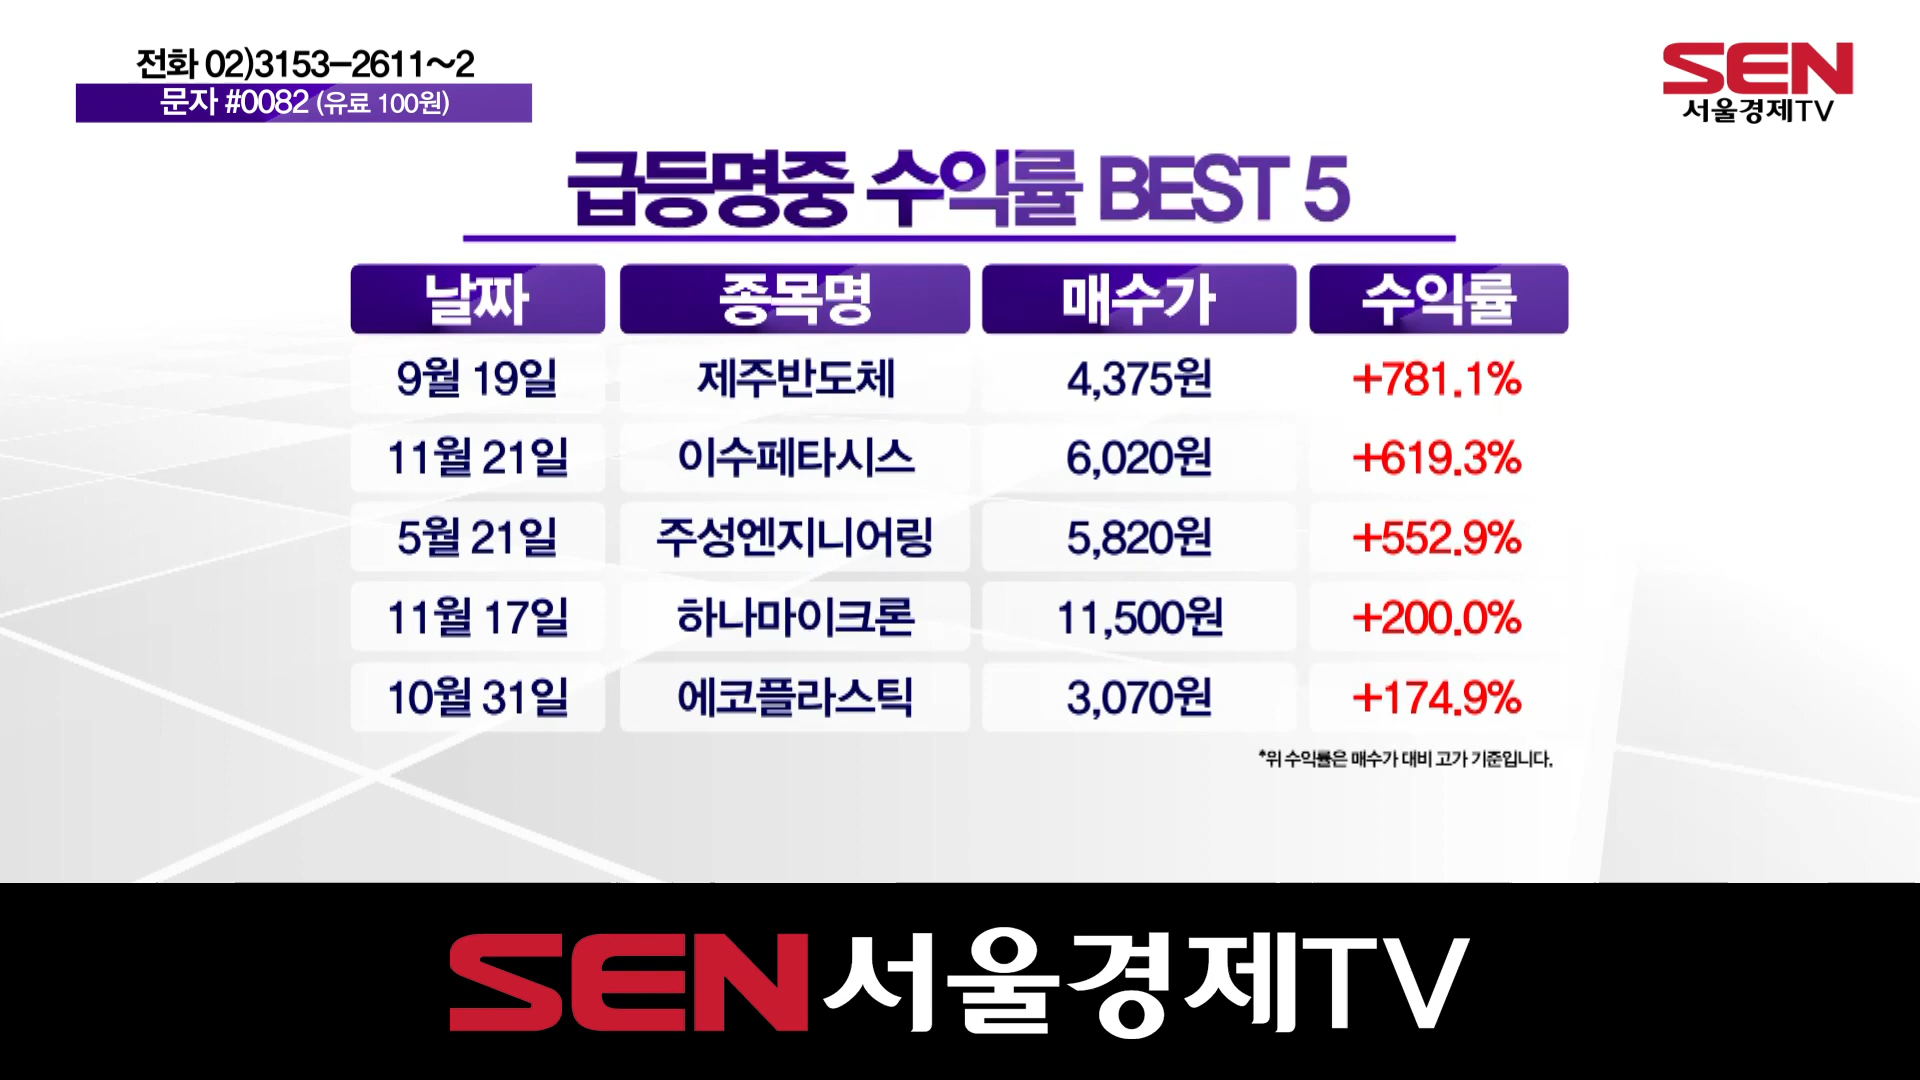 전화 02)3153-2611~2
문자 #0082 (유료 100원)
SEN
서울경제TV
급등명중 수익률 BEST 5
날짜 종목명 매수가 수익률
9월 19일 제주반도체 4,375원 +781.1%
11월 21일 이수페타시스 6,020원 +619.3%
5월 21일 주성엔지니어링 5,820원 +552.9%
11월 17일 하나마이크론 11,500원 +200.0%
10월 31일 에코플라스틱 3,070원 +174.9%
*위 수익률은 매수가 대비 고가 기준입니다.
SEN 서울경제TV